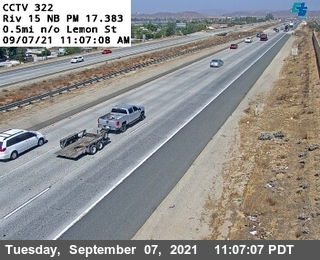 CCTV 322
Riv 15 NB PM 17.383
0.5mi n/o Lemon St
09/07/21 11:07:08 AM
Tuesday, September 07, 2021 11:07:07 PDT